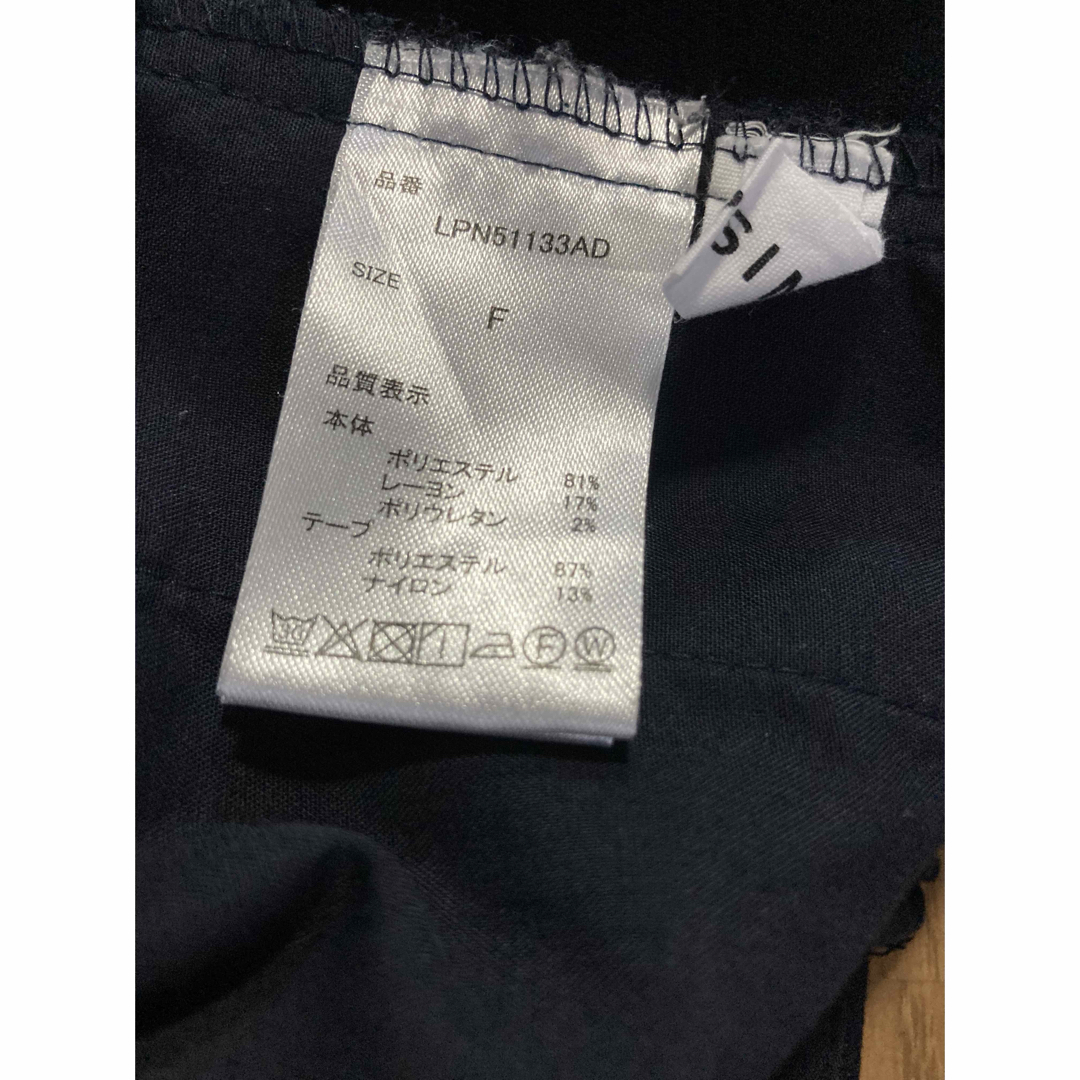 品番
LPN51133AD
SIZE
F
品質表示
本体
ポリエステル 81%
レーヨン 17%
ポリウレタン 2%
テープ
ポリエステル 87%
ナイロン 13%
F W